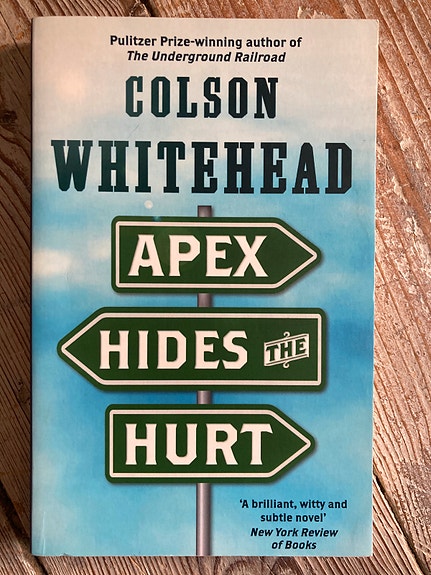 Pulitzer Prize-winning author of
The Underground Railroad
COLSON
WHITEHEAD
APEX
HIDES THE
HURT
‘A brilliant, witty and
subtle novel’
New York Review
of Books